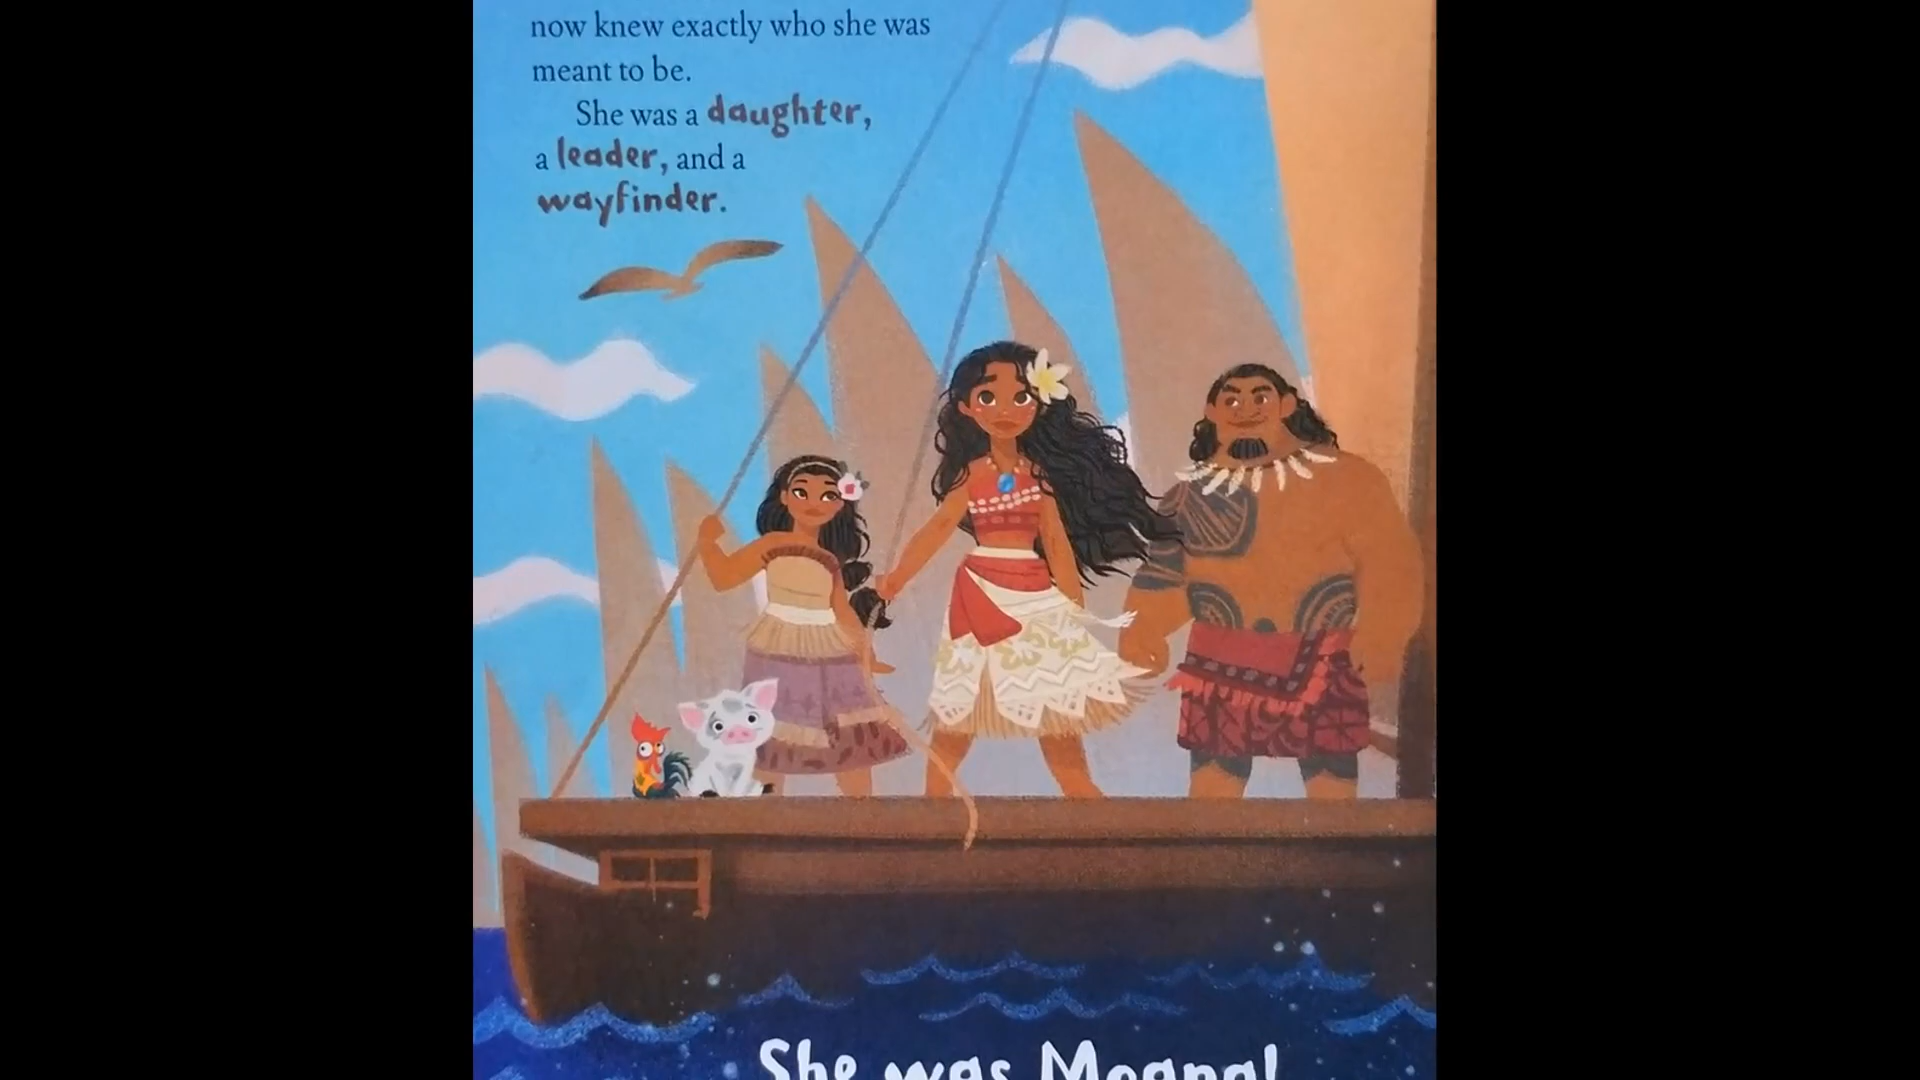 now knew exactly who she was
meant to be.
She was a daughter,
a leader, and a
wayfinder.
She was Moana!